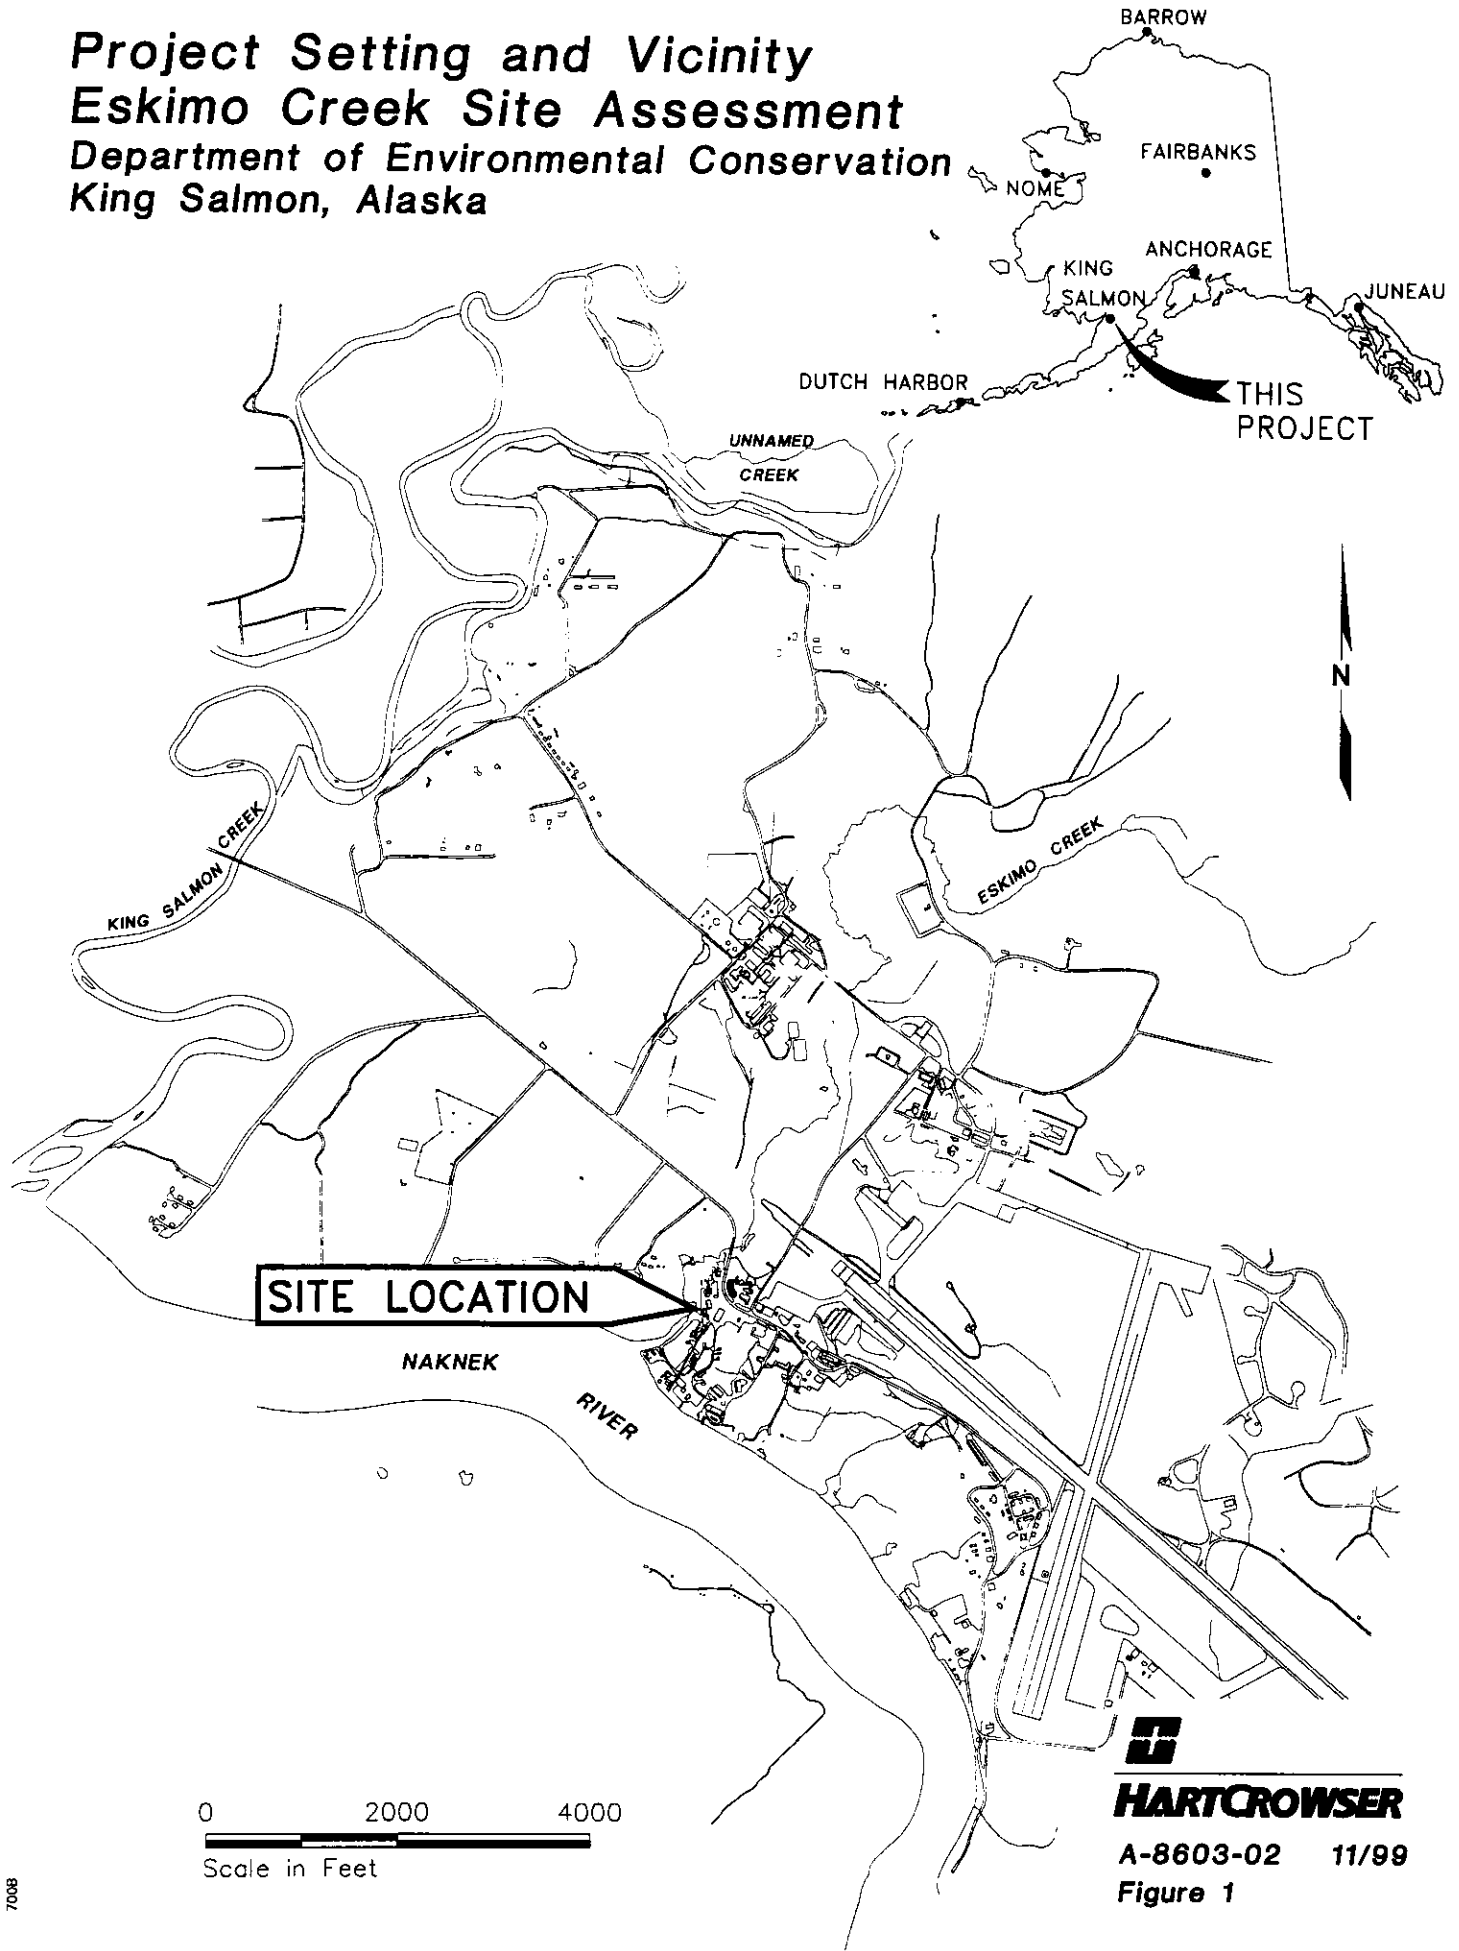 Project Setting and Vicinity
Eskimo Creek Site Assessment
Department of Environmental Conservation
King Salmon, Alaska
BARROW
FAIRBANKS
NOME
ANCHORAGE
KING
SALMON
JUNEAU
DUTCH HARBOR
THIS
PROJECT
UNNAMED
CREEK
N
KING SALMON CREEK
ESKIMO CREEK
SITE LOCATION
NAKNEK
RIVER
0 2000 4000
Scale in Feet
HARTCROWSER
A-8603-02 11/99
Figure 1
7008